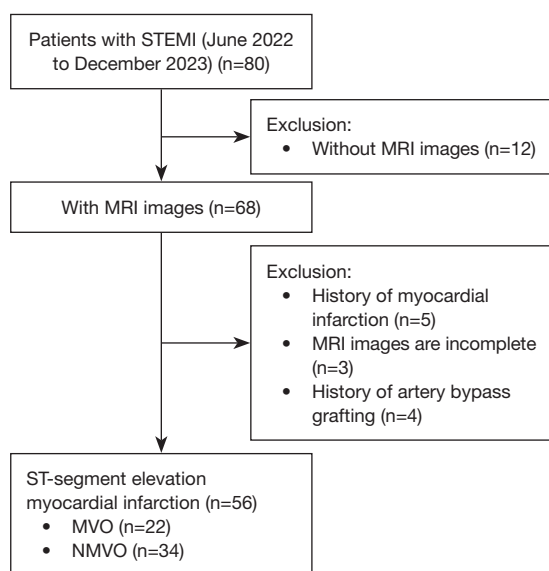 Patients with STEMI (June 2022
to December 2023) (n=80)
Exclusion:
• Without MRI images (n=12)
With MRI images (n=68)
Exclusion:
• History of myocardial
infarction (n=5)
• MRI images are incomplete
(n=3)
• History of artery bypass
grafting (n=4)
ST-segment elevation
myocardial infarction (n=56)
• MVO (n=22)
• NMVO (n=34)